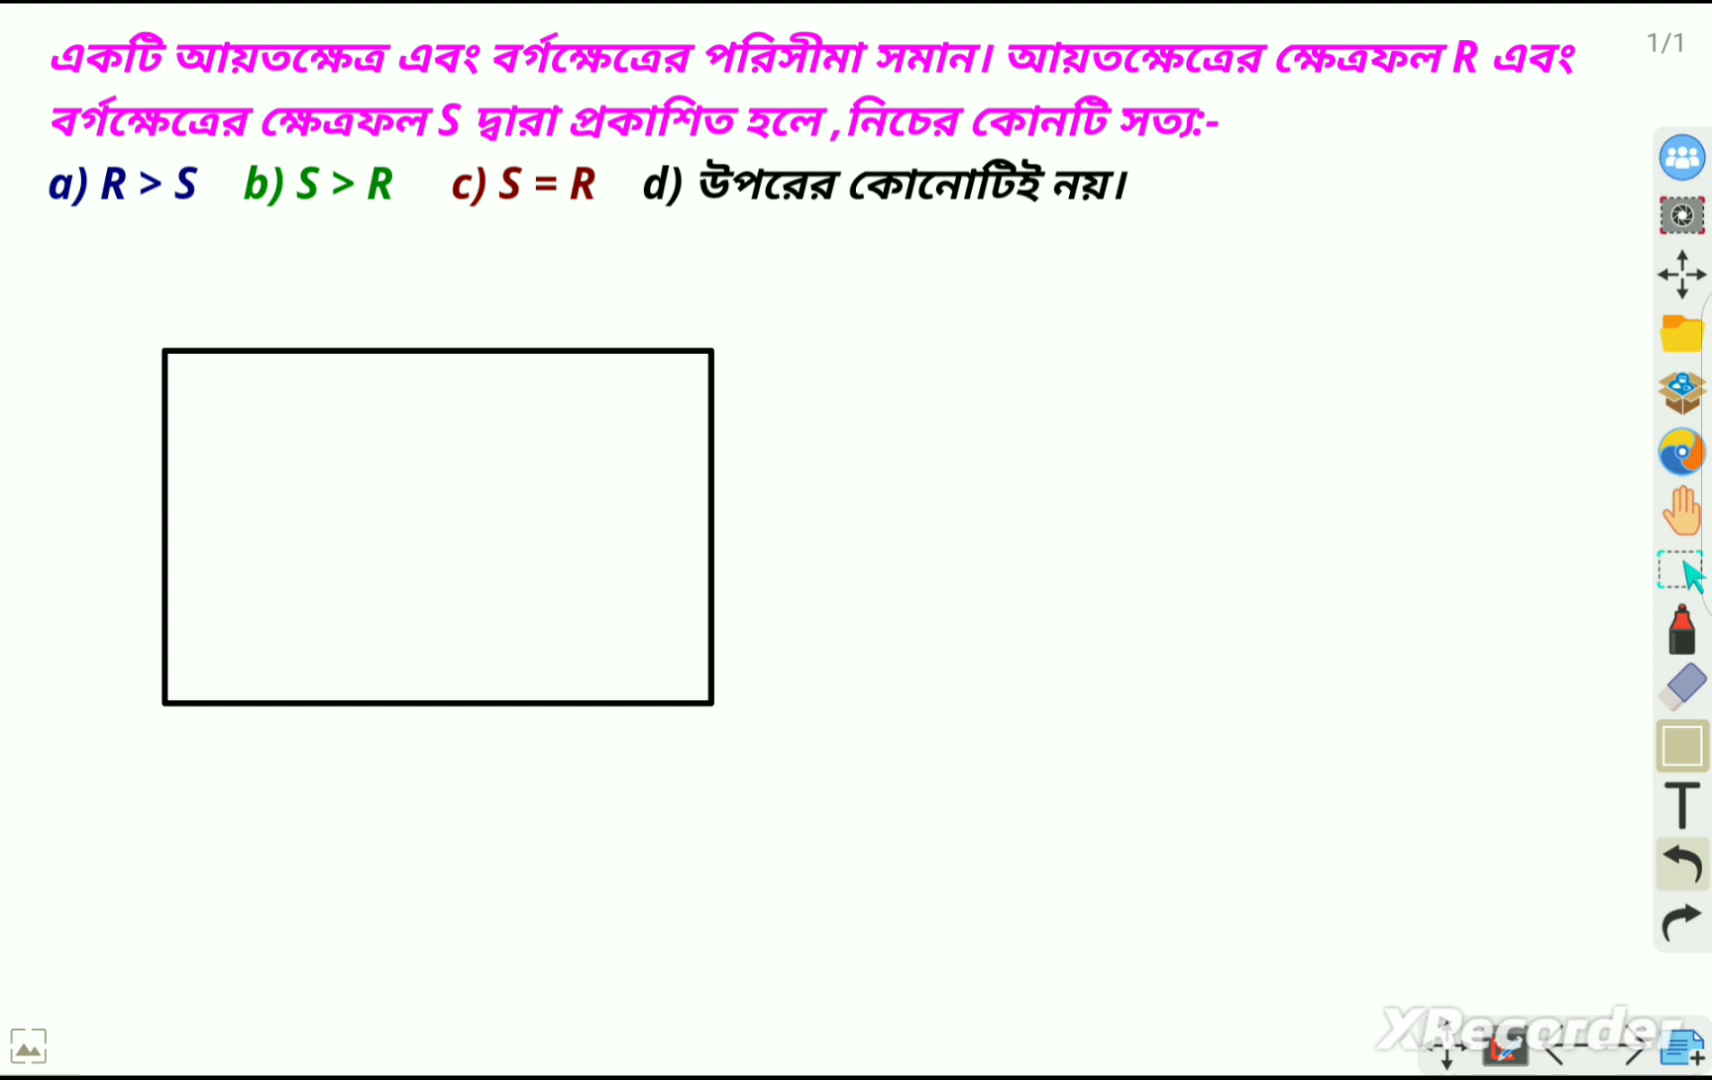 একটি আয়তক্ষেত্র এবং বর্গক্ষেত্রের পরিসীমা সমান। আয়তক্ষেত্রের ক্ষেত্রফল R এবং
বর্গক্ষেত্রের ক্ষেত্রফল S দ্বারা প্রকাশিত হলে ,নিচের কোনটি সত্য:-
a) R > S b) S > R c) S = R d) উপরের কোনোটিই নয়।
1/1
T
XRecorder